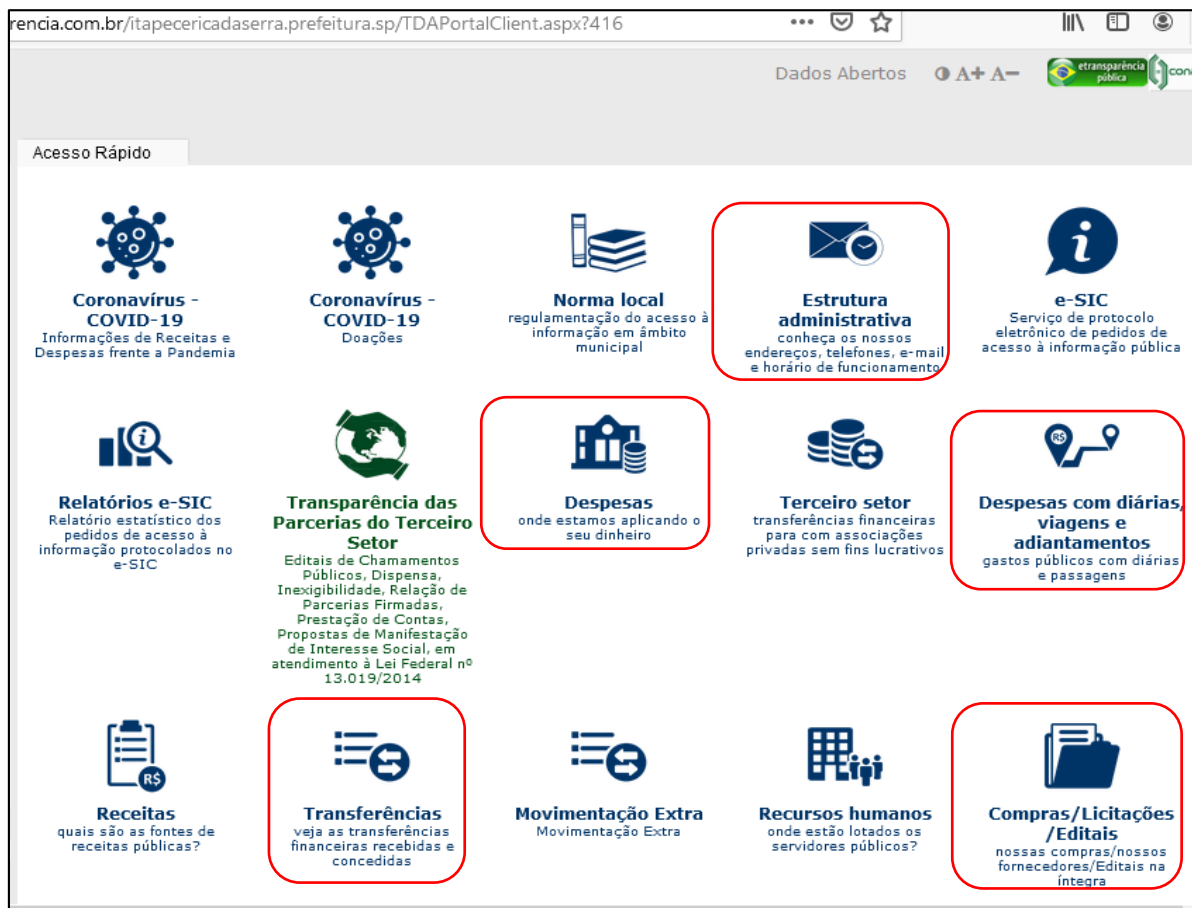 rencia.com.br/itapecericadaserra.prefeitura.sp/TDAPortalClient.aspx?416
Dados Abertos A+ A−
etransparência
pública
Acesso Rápido
Coronavírus -
COVID-19
Informações de Receitas e
Despesas frente a Pandemia
Coronavírus -
COVID-19
Doações
Norma local
regulamentação do acesso à
informação em âmbito
municipal
Estrutura
administrativa
conheça os nossos
endereços, telefones, e-mail
e horário de funcionamento
e-SIC
Serviço de protocolo
eletrônico de pedidos de
acesso à informação pública
Relatórios e-SIC
Relatório estatístico dos
pedidos de acesso à
informação protocolados no
e-SIC
Transparência das
Parcerias do Terceiro
Setor
Editais de Chamamentos
Públicos, Dispensa,
Inexigibilidade, Relação de
Parcerias Firmadas,
Prestação de Contas,
Propostas de Manifestação
de Interesse Social, em
atendimento à Lei Federal nº
13.019/2014
Despesas
onde estamos aplicando o
seu dinheiro
Terceiro setor
transferências financeiras
para com associações
privadas sem fins lucrativos
R$
Despesas com diárias,
viagens e
adiantamentos
gastos públicos com diárias
e passagens
R$
Receitas
quais são as fontes de
receitas públicas?
Transferências
veja as transferências
financeiras recebidas e
concedidas
Movimentação Extra
Movimentação Extra
Recursos humanos
onde estão lotados os
servidores públicos?
Compras/Licitações
/Editais
nossas compras/nossos
fornecedores/Editais na
íntegra